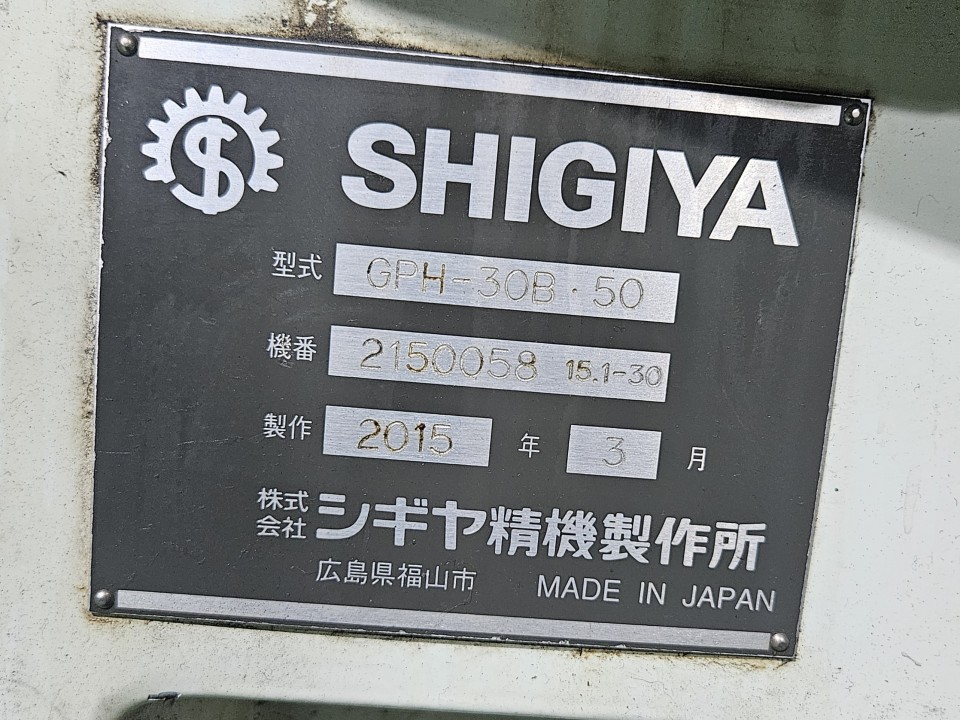 SHIGIYA
型式 GPH-30B・50
機番 2150058 15.1-30
製作 2015 年 3 月
株式会社 シギヤ精機製作所
広島県福山市 MADE IN JAPAN